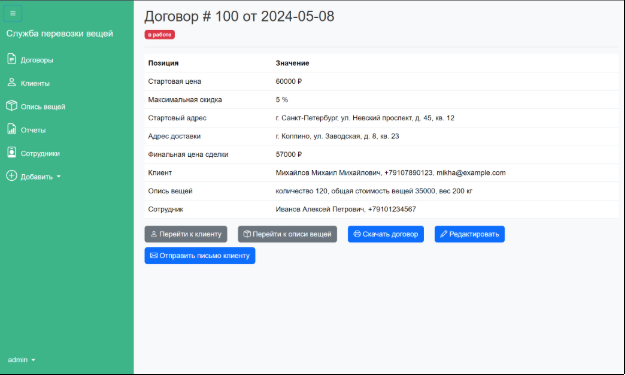 Договор # 100 от 2024-05-08
в работе
Служба перевозки вещей
Договоры
Клиенты
Опись вещей
Отчеты
Сотрудники
Добавить
admin
Позиция Значение
Стартовая цена 60000 ₽
Максимальная скидка 5 %
Стартовый адрес г. Санкт-Петербург, ул. Невский проспект, д. 45, кв. 12
Адрес доставки г. Колпино, ул. Заводская, д. 8, кв. 23
Финальная цена сделки 57000 ₽
Клиент Михайлов Михаил Михайлович, +79107890123, mikha@example.com
Опись вещей количество 120, общая стоимость вещей 35000, вес 200 кг
Сотрудник Иванов Алексей Петрович, +79101234567
Перейти к клиенту Перейти к описи вещей Скачать договор Редактировать
Отправить письмо клиенту